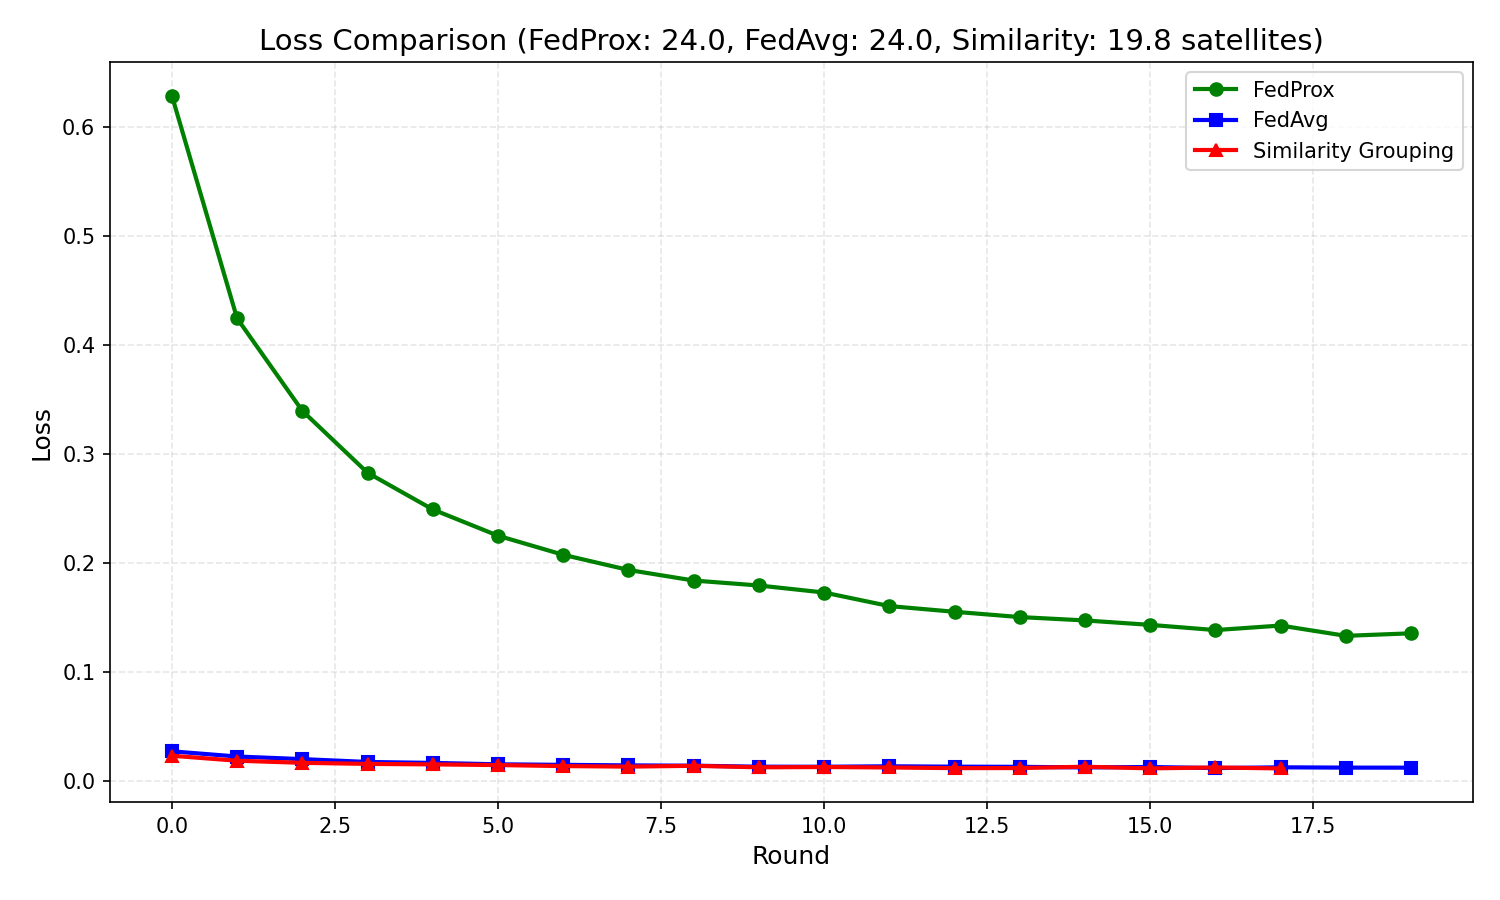 Loss Comparison (FedProx: 24.0, FedAvg: 24.0, Similarity: 19.8 satellites)
FedProx
FedAvg
Similarity Grouping
Loss
0.6
0.5
0.4
0.3
0.2
0.1
0.0
0.0 2.5 5.0 7.5 10.0 12.5 15.0 17.5
Round